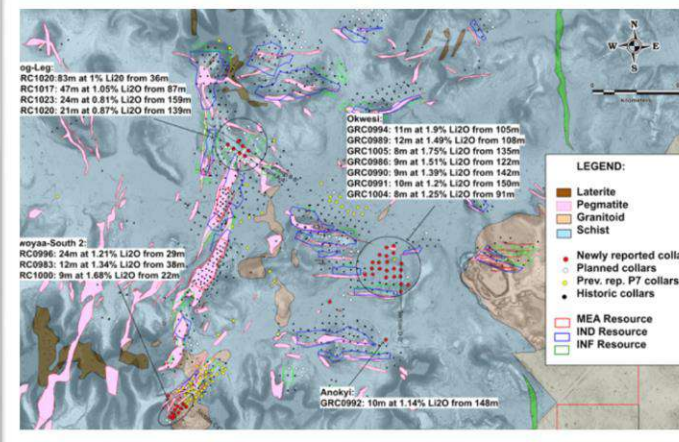 og-Leg:
RC1020:83m at 1% Li20 from 36m
RC1017: 47m at 1.05% Li2O from 87m
RC1023: 24m at 0.81% Li2O from 159m
RC1020: 21m at 0.87% Li2O from 139m
Okwesi:
GRC0994: 11m at 1.9% Li2O from 105m
GRC0989: 12m at 1.49% Li2O from 108m
GRC1005: 8m at 1.75% Li2O from 135m
GRC0986: 9m at 1.51% Li2O from 122m
GRC0990: 9m at 1.39% Li2O from 142m
GRC0991: 10m at 1.2% Li2O from 150m
GRC1004: 8m at 1.25% Li2O from 91m
woyaa-South 2:
RC0996: 24m at 1.21% Li2O from 29m
RC0983: 12m at 1.34% Li2O from 38m
RC1000: 9m at 1.68% Li2O from 22m
Anokyi:
GRC0992: 10m at 1.14% Li2O from 148m
N
W E
S
Kilometers
LEGEND:
Laterite
Pegmatite
Granitoid
Schist
Newly reported colla
Planned collars
Prev. rep. P7 collars
Historic collars
MEA Resource
IND Resource
INF Resource